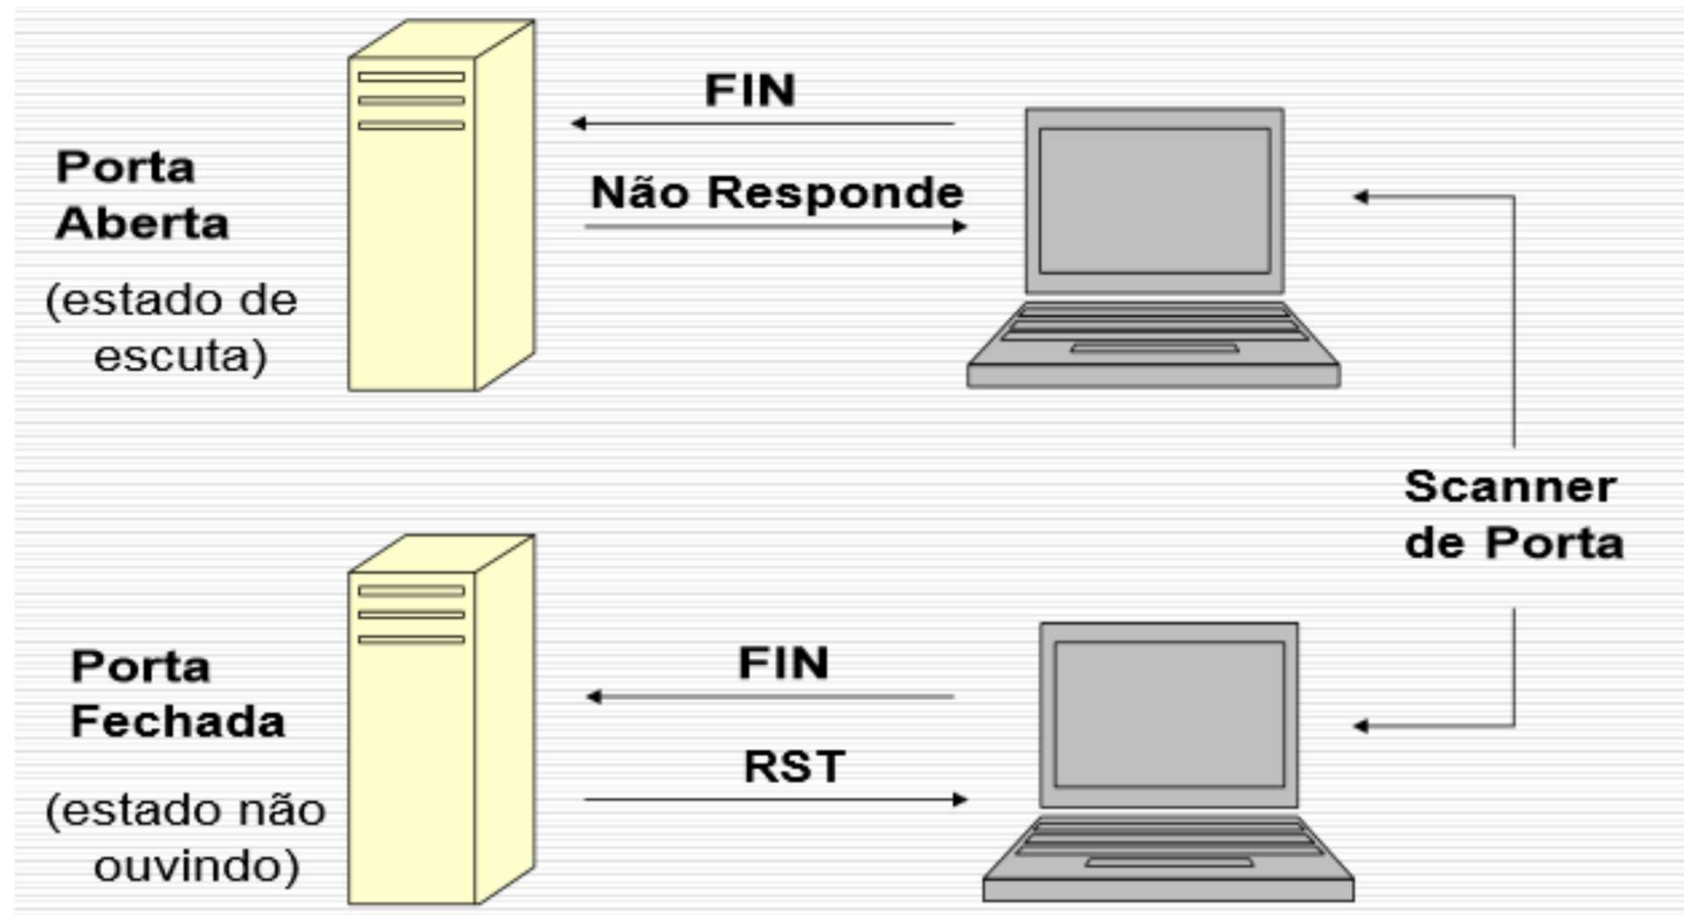 FIN
Porta
Aberta
Não Responde
(estado de
escuta)
Scanner
de Porta
Porta
Fechada
FIN
RST
(estado não
ouvindo)